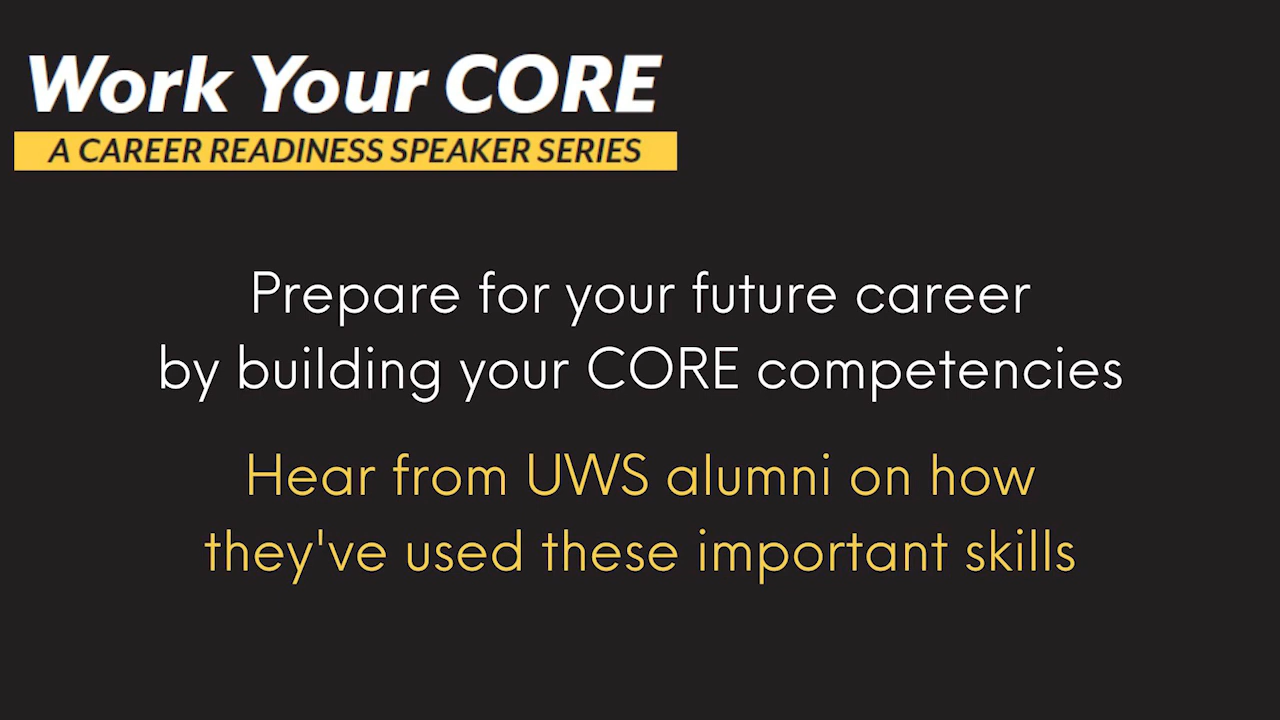 Work Your CORE
A CAREER READINESS SPEAKER SERIES
Prepare for your future career
by building your CORE competencies
Hear from UWS alumni on how
they've used these important skills